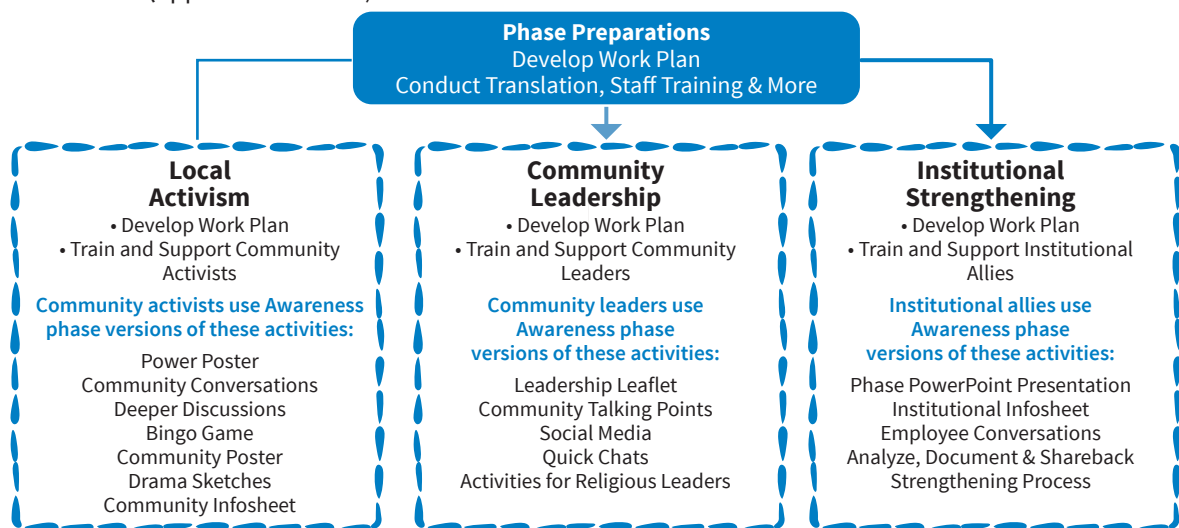 Phase Preparations
Develop Work Plan
Conduct Translation, Staff Training & More
Local
Activism
• Develop Work Plan
• Train and Support Community
Activists
Community activists use Awareness
phase versions of these activities:
Power Poster
Community Conversations
Deeper Discussions
Bingo Game
Community Poster
Drama Sketches
Community Infosheet
Community
Leadership
• Develop Work Plan
• Train and Support Community
Leaders
Community leaders use
Awareness phase
versions of these activities:
Leadership Leaflet
Community Talking Points
Social Media
Quick Chats
Activities for Religious Leaders
Institutional
Strengthening
• Develop Work Plan
• Train and Support Institutional
Allies
Institutional allies use
Awareness phase
versions of these activities:
Phase PowerPoint Presentation
Institutional Infosheet
Employee Conversations
Analyze, Document & Shareback
Strengthening Process